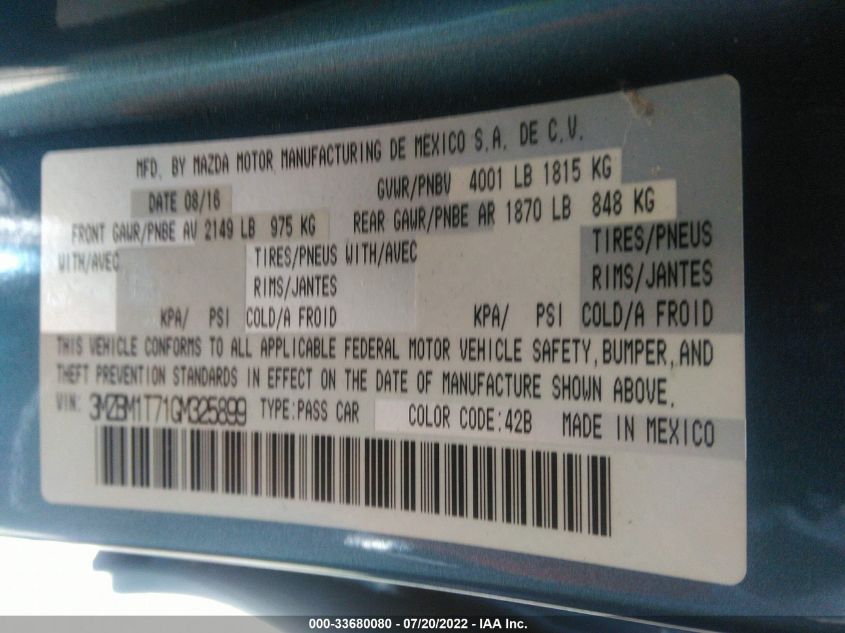 MFD. BY MAZDA MOTOR MANUFACTURING DE MEXICO S.A. DE C.V.
DATE 08/16 GVWR/PNBV 4001 LB 1815 KG
FRONT GAWR/PNBE AV 2149 LB 975 KG REAR GAWR/PNBE AR 1870 LB 848 KG
WITH/AVEC TIRES/PNEUS WITH/AVEC TIRES/PNEUS
RIMS/JANTES RIMS/JANTES
KPA/ PSI COLD/A FROID KPA/ PSI COLD/A FROID
THIS VEHICLE CONFORMS TO ALL APPLICABLE FEDERAL MOTOR VEHICLE SAFETY, BUMPER, AND
THEFT PREVENTION STANDARDS IN EFFECT ON THE DATE OF MANUFACTURE SHOWN ABOVE.
VIN: 3MZBM1T71GM325899 TYPE:PASS CAR COLOR CODE:42B MADE IN MEXICO
000-33680080 / 07/20/2022 - IAA Inc.